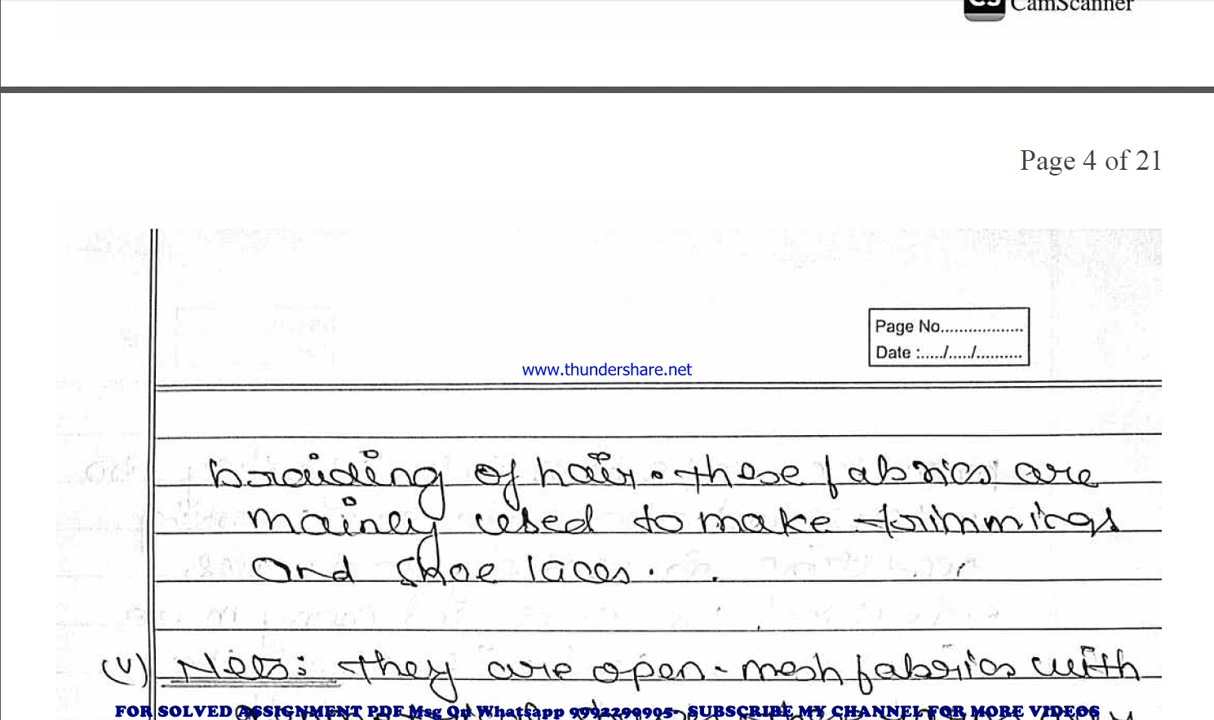 CamScanner
Page 4 of 21
Page No..................
Date :...../...../..........
www.thundershare.net
braiding of hair. these fabrics are
mainly used to make trimmings
and shoe laces.
(v) Nets: they are open-mesh fabrics with
FOR SOLVED ASSIGNMENT PDF Msg On Whatsapp 9992299905- SUBSCRIBE MY CHANNEL FOR MORE VIDEOS